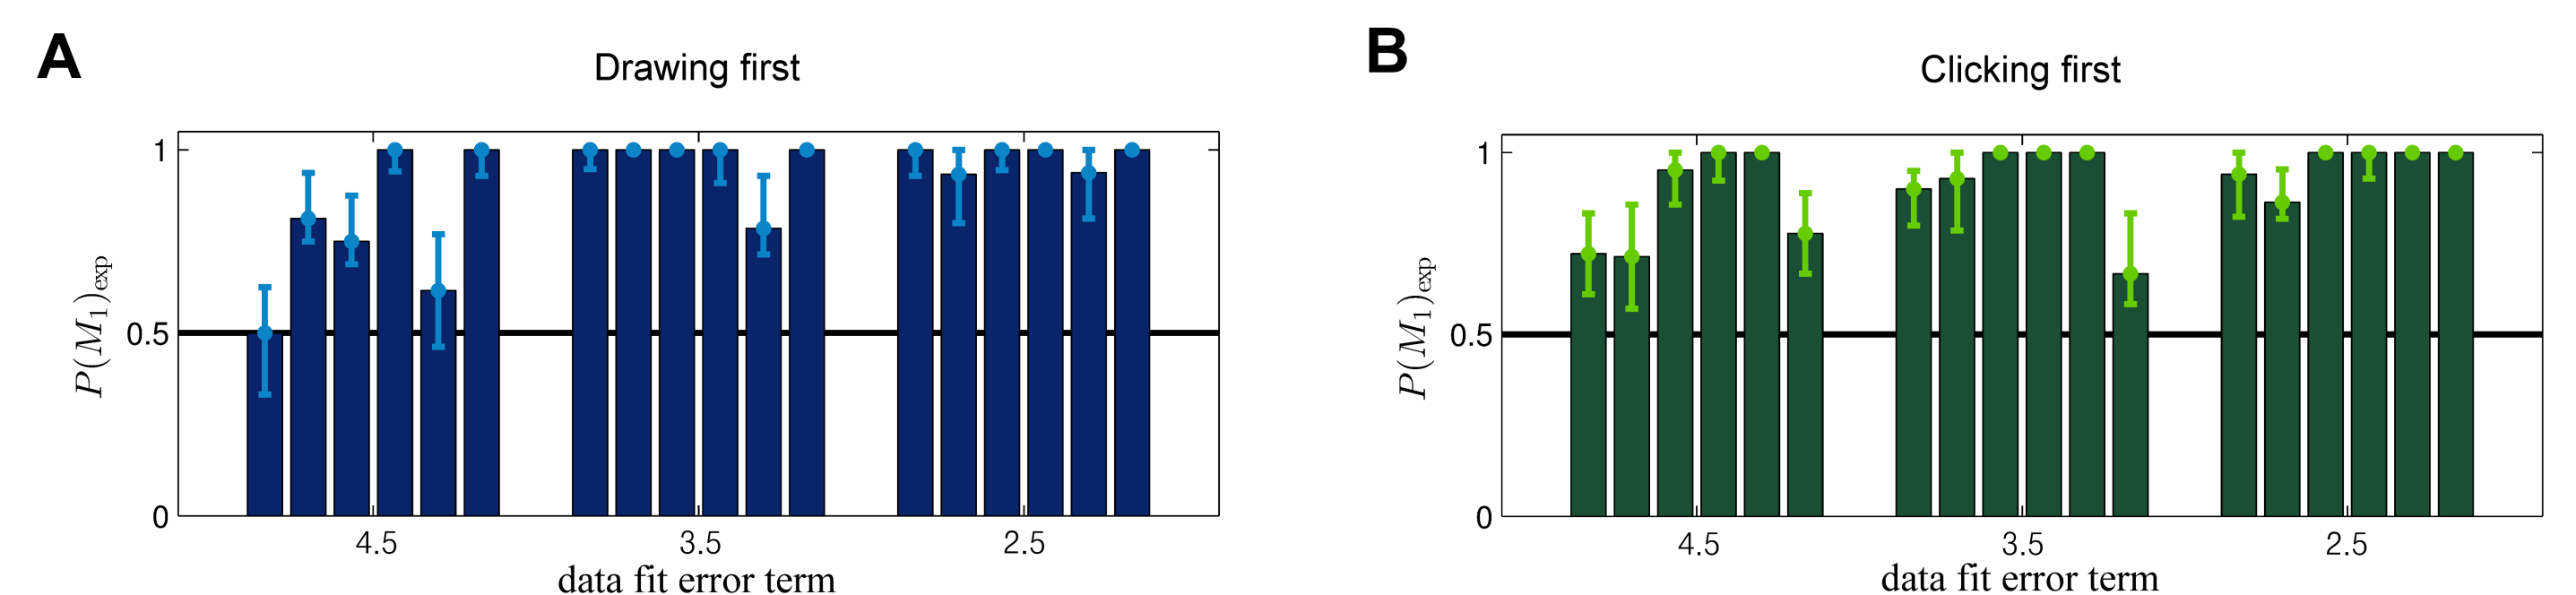 A
Drawing first
1
0.5
0
P(M₁)exp
4.5 3.5 2.5
data fit error term
B
Clicking first
1
0.5
0
P(M₁)exp
4.5 3.5 2.5
data fit error term